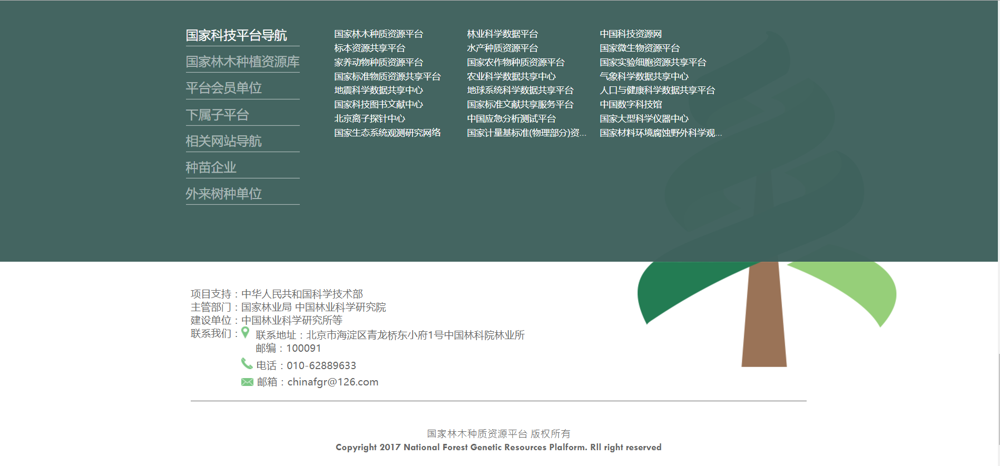 国家科技平台导航
国家林木种植资源库
平台会员单位
下属子平台
相关网站导航
种苗企业
外来树种单位
国家林木种质资源平台 林业科学数据平台 中国科技资源网
标本资源共享平台 水产种质资源平台 国家微生物资源平台
家养动物种质资源平台 国家农作物种质资源平台 国家实验细胞资源共享平台
国家标准物质资源共享平台 农业科学数据共享中心 气象科学数据共享中心
地震科学数据共享中心 地球系统科学数据共享平台 人口与健康科学数据共享平台
国家科技图书文献中心 国家标准文献共享服务平台 中国数字科技馆
北京离子探针中心 中国应急分析测试平台 国家大型科学仪器中心
国家生态系统观测研究网络 国家计量基标准(物理部分)资... 国家材料环境腐蚀野外科学观...
项目支持：中华人民共和国科学技术部
主管部门：国家林业局 中国林业科学研究院
建设单位：中国林业科学研究所等
联系我们： 联系地址：北京市海淀区青龙桥东小府1号中国林科院林业所
邮编：100091
电话：010-62889633
邮箱：chinafgr@126.com
国家林木种质资源平台 版权所有
Copyright 2017 National Forest Genetic Resources Plalform. Rll right reserved